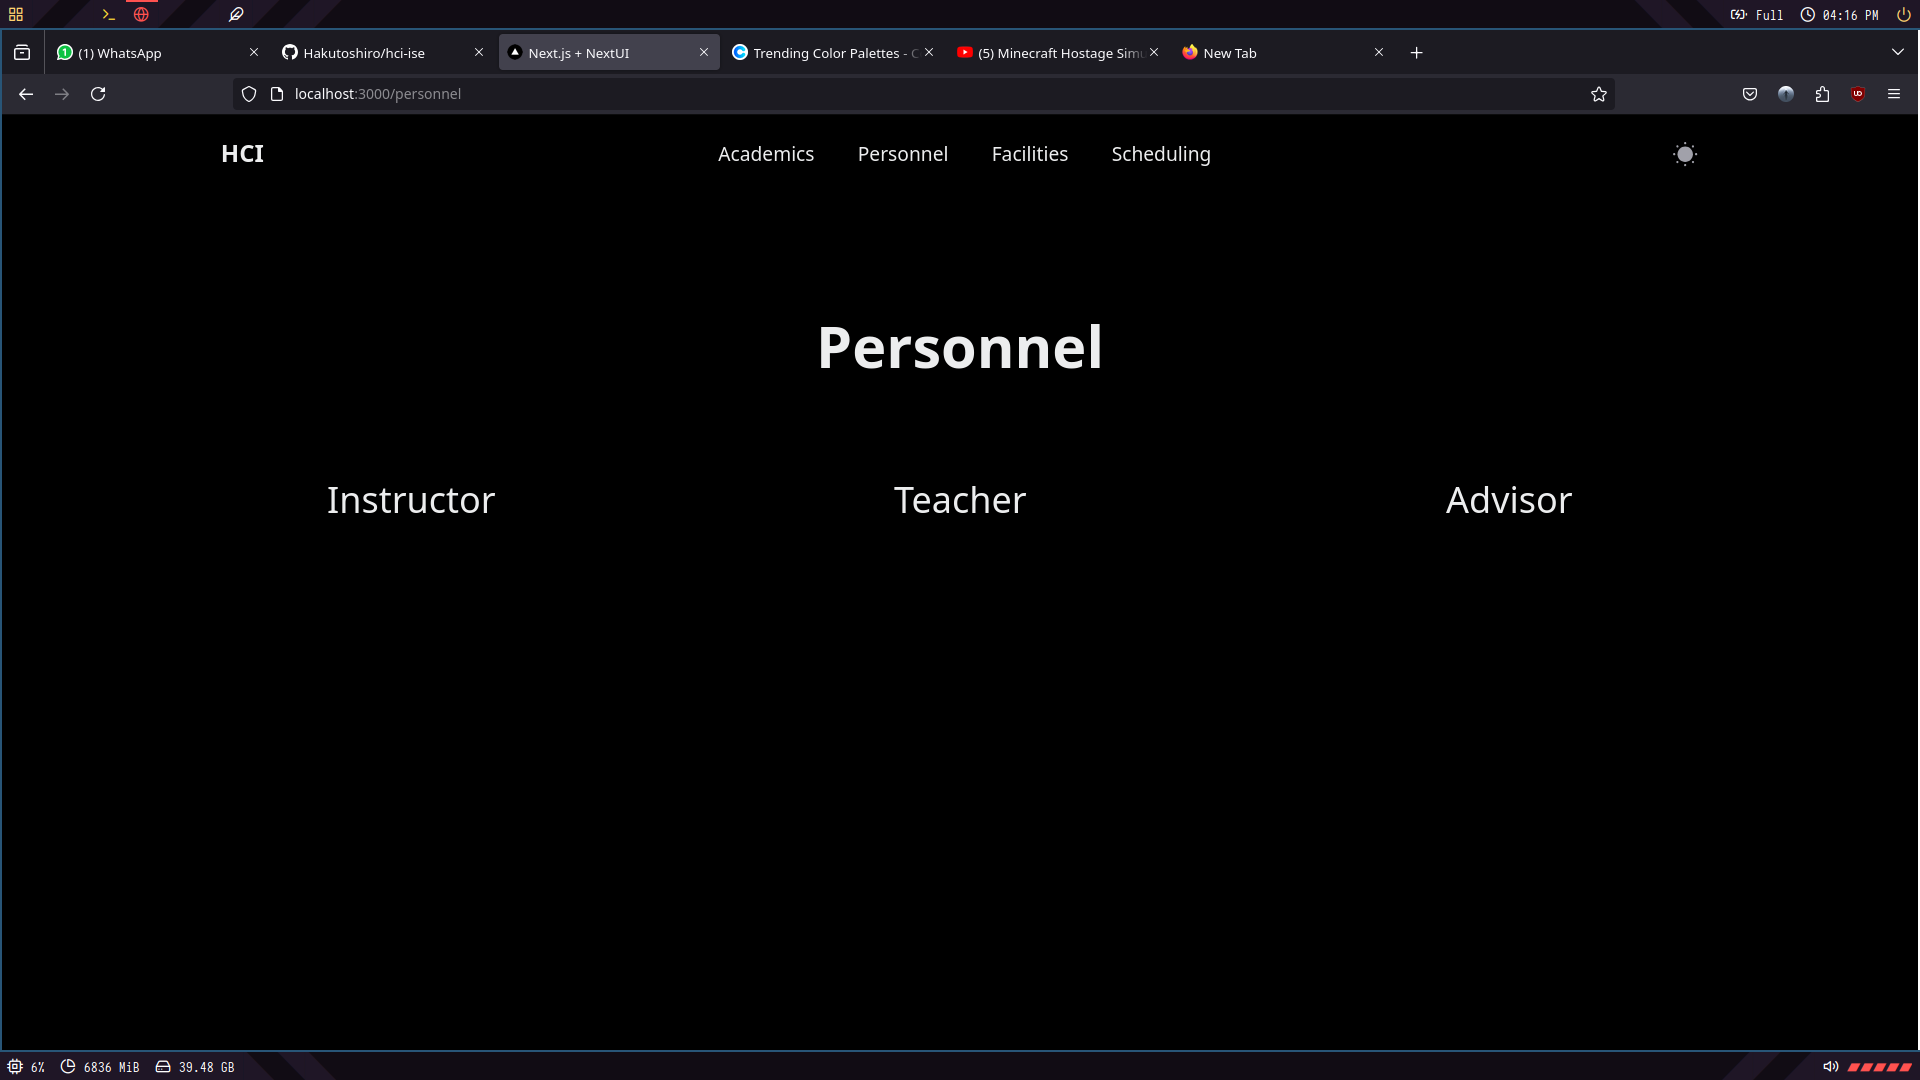 Full 04:16 PM
(1) WhatsApp
Hakutoshiro/hci-ise
Next.js + NextUI
Trending Color Palettes - C
(5) Minecraft Hostage Simu
New Tab
localhost:3000/personnel
HCI
Academics Personnel Facilities Scheduling
Personnel
Instructor Teacher Advisor
6% 6836 MiB 39.48 GB